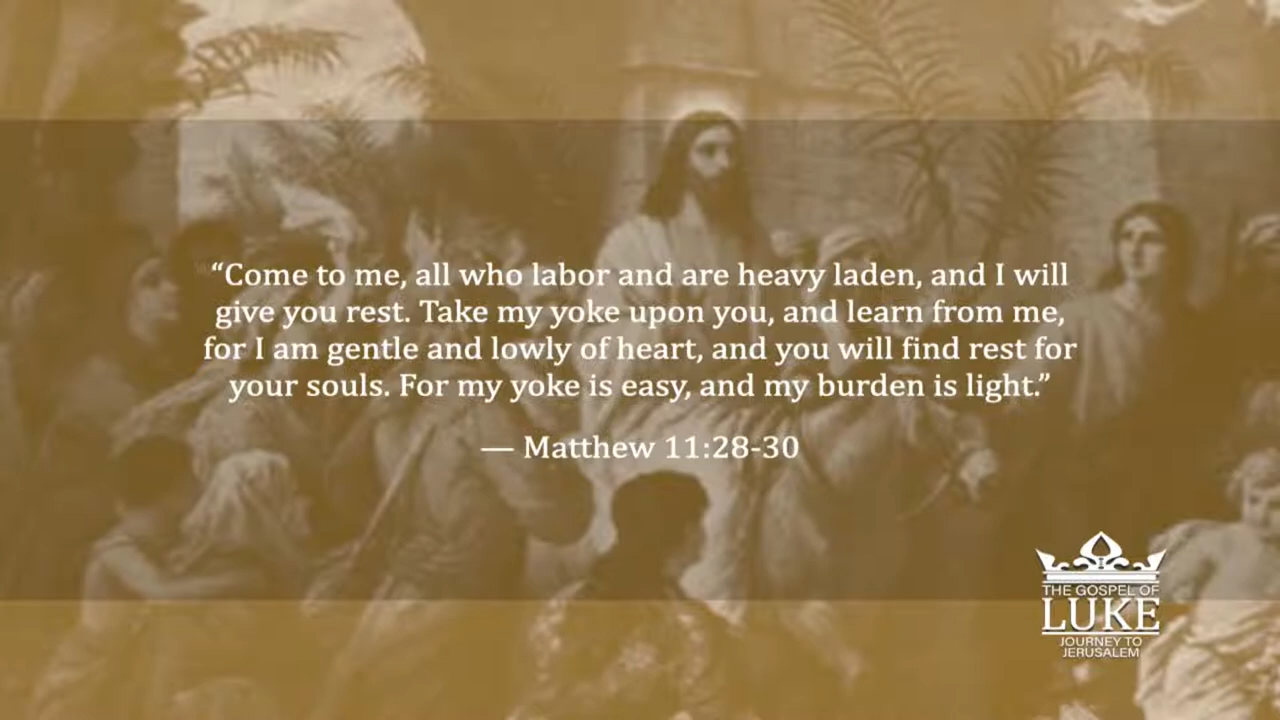 “Come to me, all who labor and are heavy laden, and I will
give you rest. Take my yoke upon you, and learn from me,
for I am gentle and lowly of heart, and you will find rest for
your souls. For my yoke is easy, and my burden is light.”
— Matthew 11:28-30
THE GOSPEL OF
LUKE
JOURNEY TO
JERUSALEM